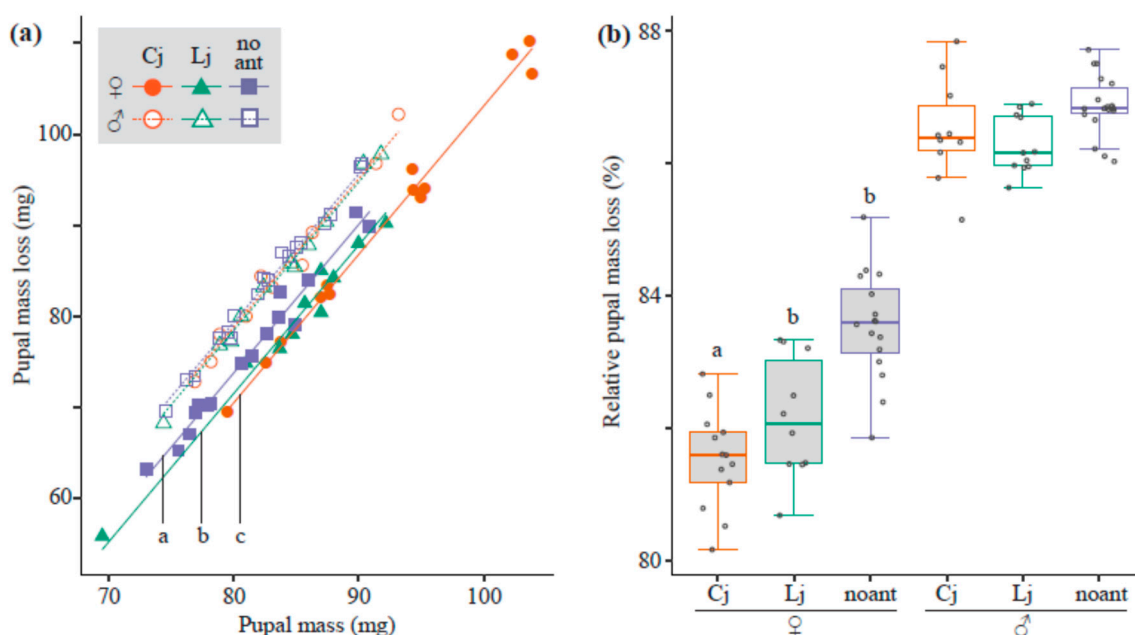 (a)
Cj Lj no ant
♀
♂
Pupal mass loss (mg)
100
80
60
a b c
70 80 90 100
Pupal mass (mg)
(b)
Relative pupal mass loss (%)
88
84
80
a
b
b
Cj Lj noant Cj Lj noant
♀ ♂